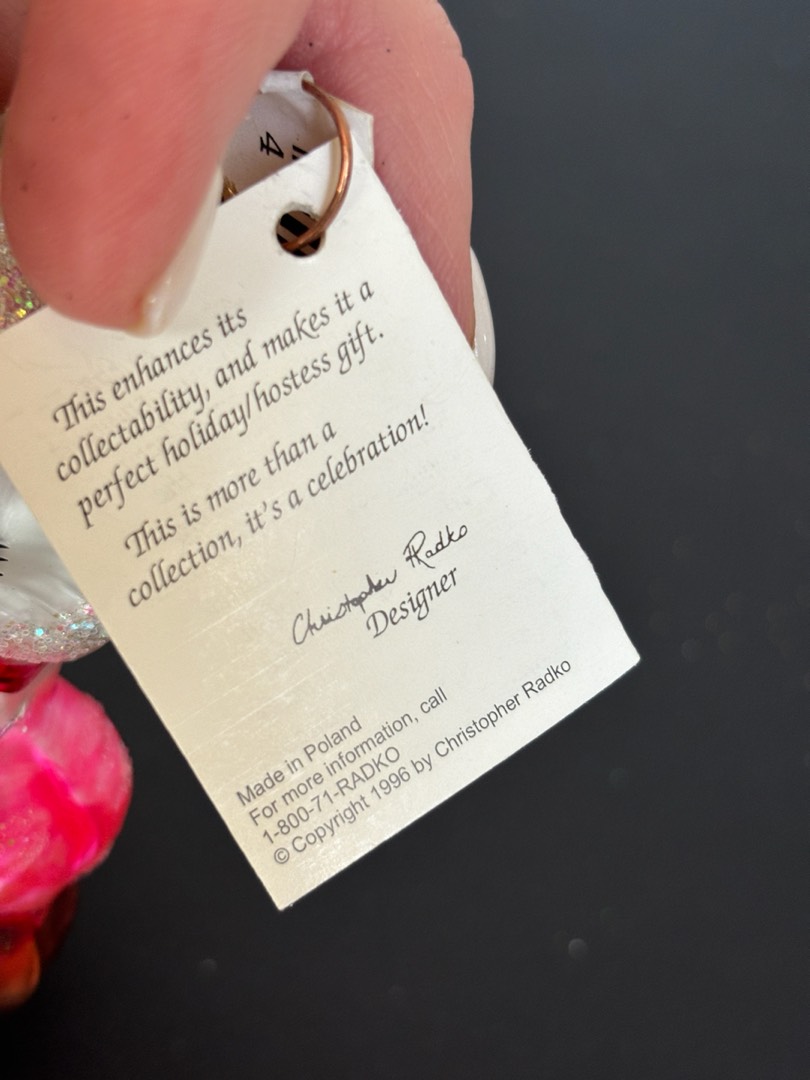 4
This enhances its
collectability, and makes it a
perfect holiday/hostess gift.
This is more than a
collection, it's a celebration!
Christopher Radko
Designer
Made in Poland
For more information, call
1-800-71-RADKO
© Copyright 1996 by Christopher Radko